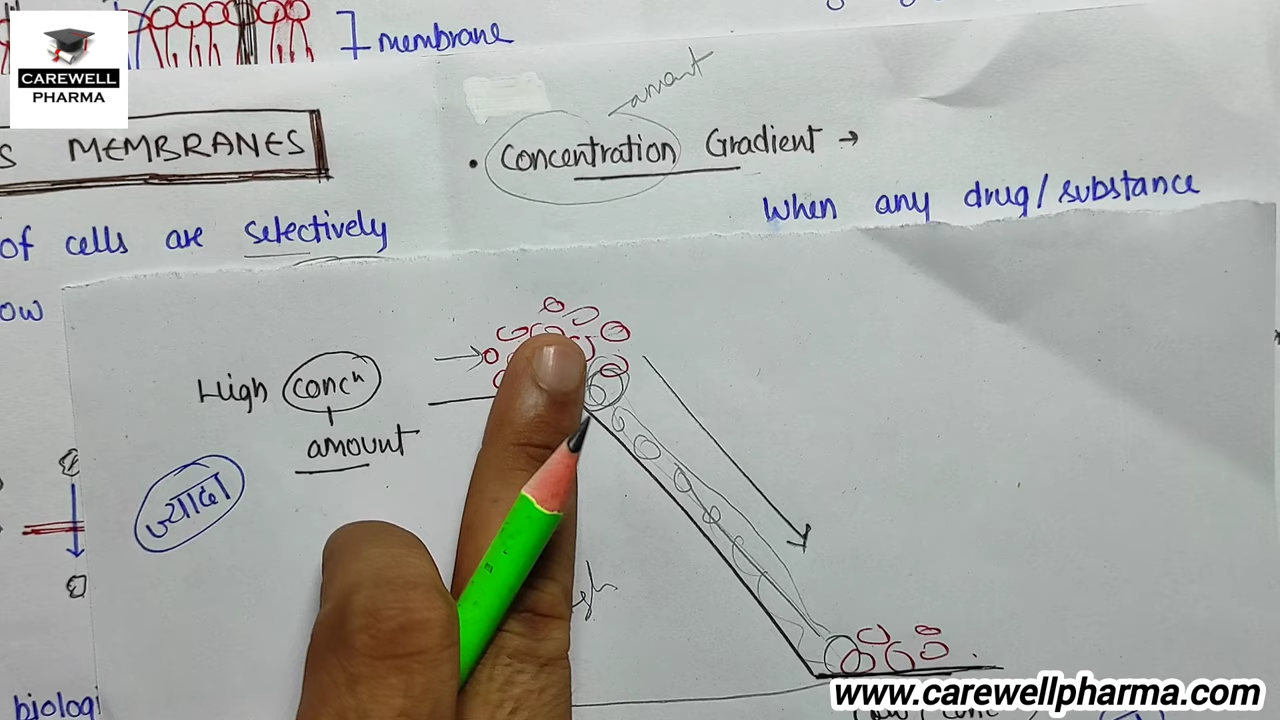 membrane
CAREWELL
PHARMA
amount
S MEMBRANES
• Concentration Gradient →
When any drug/substance
of cells are selectively
ow
High Concⁿ
amount
ज्यादा
biologi
www.carewellpharma.com